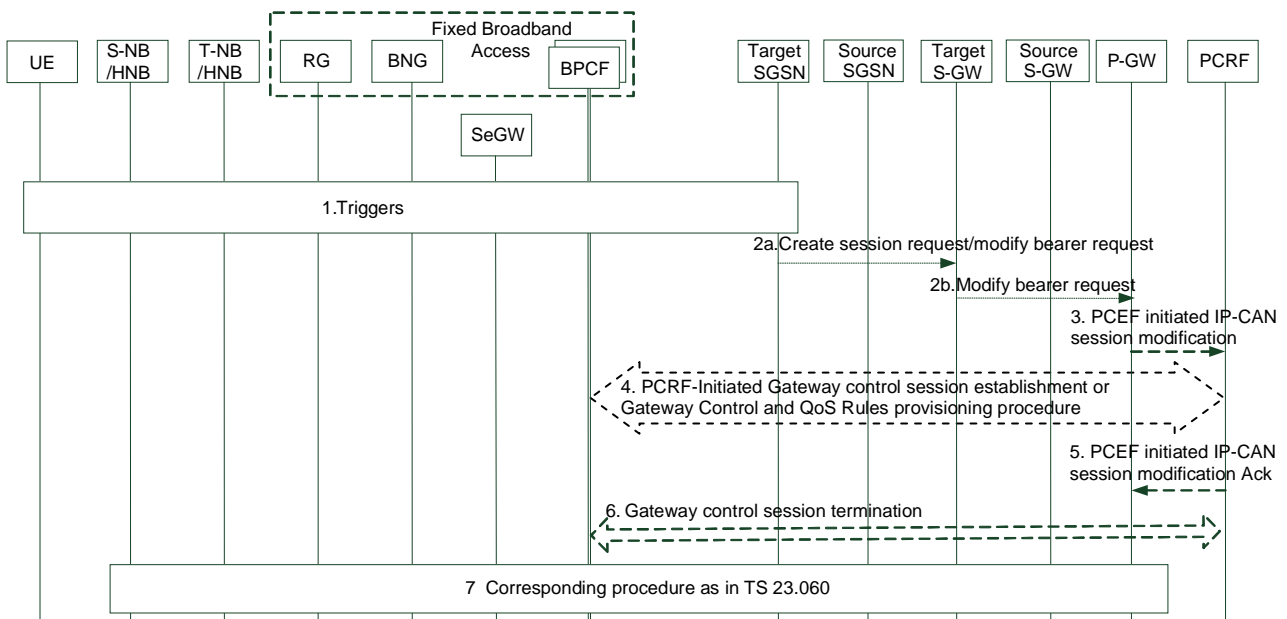 Fixed Broadband
Access
UE
S-NB
/HNB
T-NB
/HNB
RG
BNG
BPCF
Target
SGSN
Source
SGSN
Target
S-GW
Source
S-GW
P-GW
PCRF
SeGW
1.Triggers
2a.Create session request/modify bearer request
2b.Modify bearer request
3. PCEF initiated IP-CAN
session modification
4. PCRF-Initiated Gateway control session establishment or
Gateway Control and QoS Rules provisioning procedure
5. PCEF initiated IP-CAN
session modification Ack
6. Gateway control session termination
7 Corresponding procedure as in TS 23.060